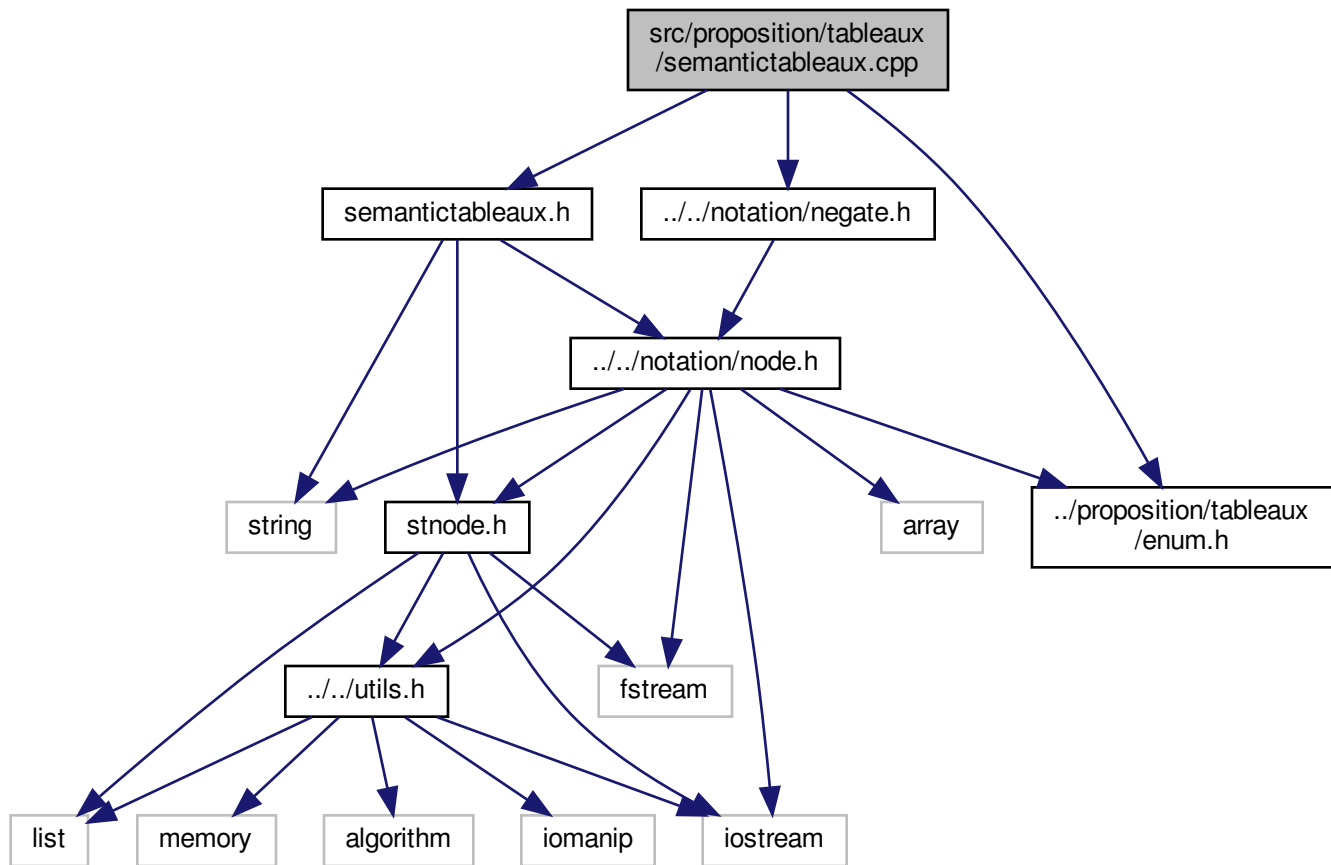 src/proposition/tableaux
/semantictableaux.cpp
semantictableaux.h
../../notation/negate.h
../../notation/node.h
string
stnode.h
array
../proposition/tableaux
/enum.h
../../utils.h
fstream
list
memory
algorithm
iomanip
iostream